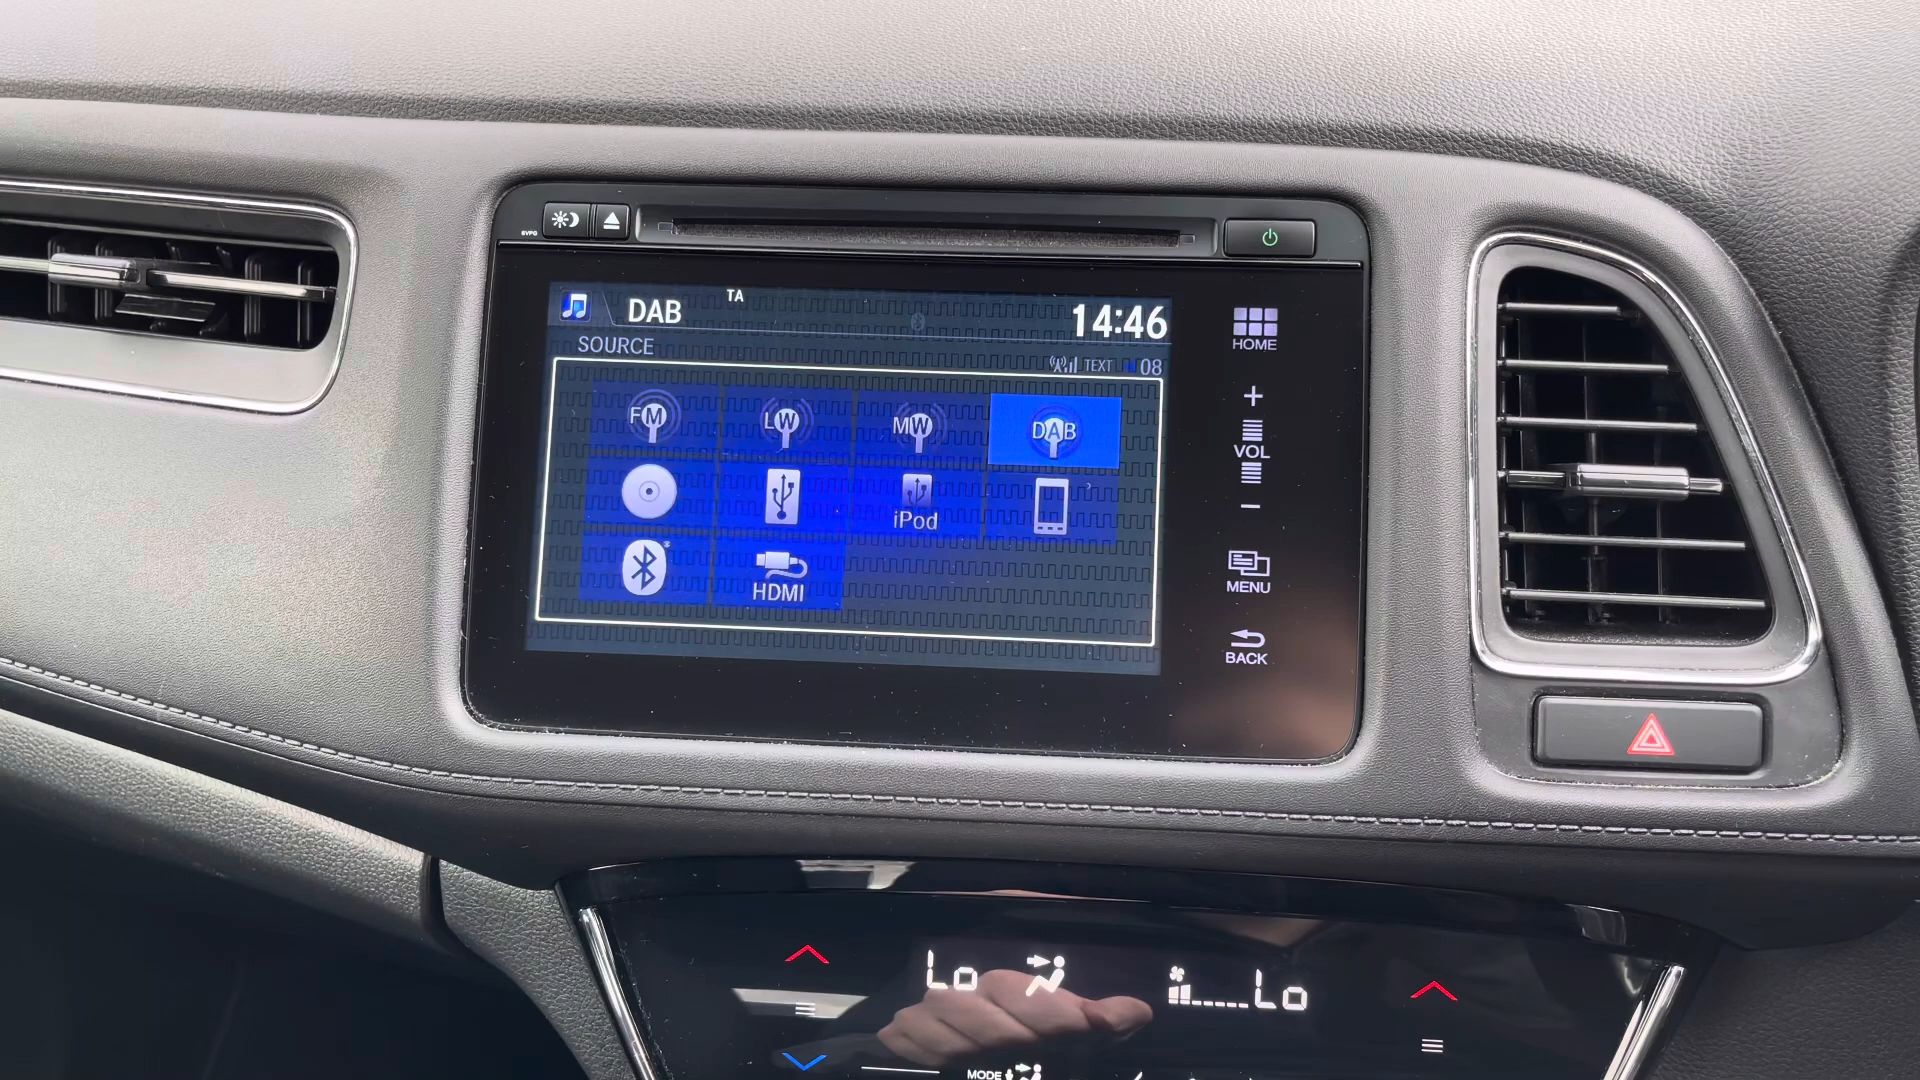 DAB
TA
14:46
SOURCE
TEXT
08
FM
LW
MW
DAB
iPod
HDMI
HOME
+
VOL
−
MENU
BACK
Lo
Lo
MODE